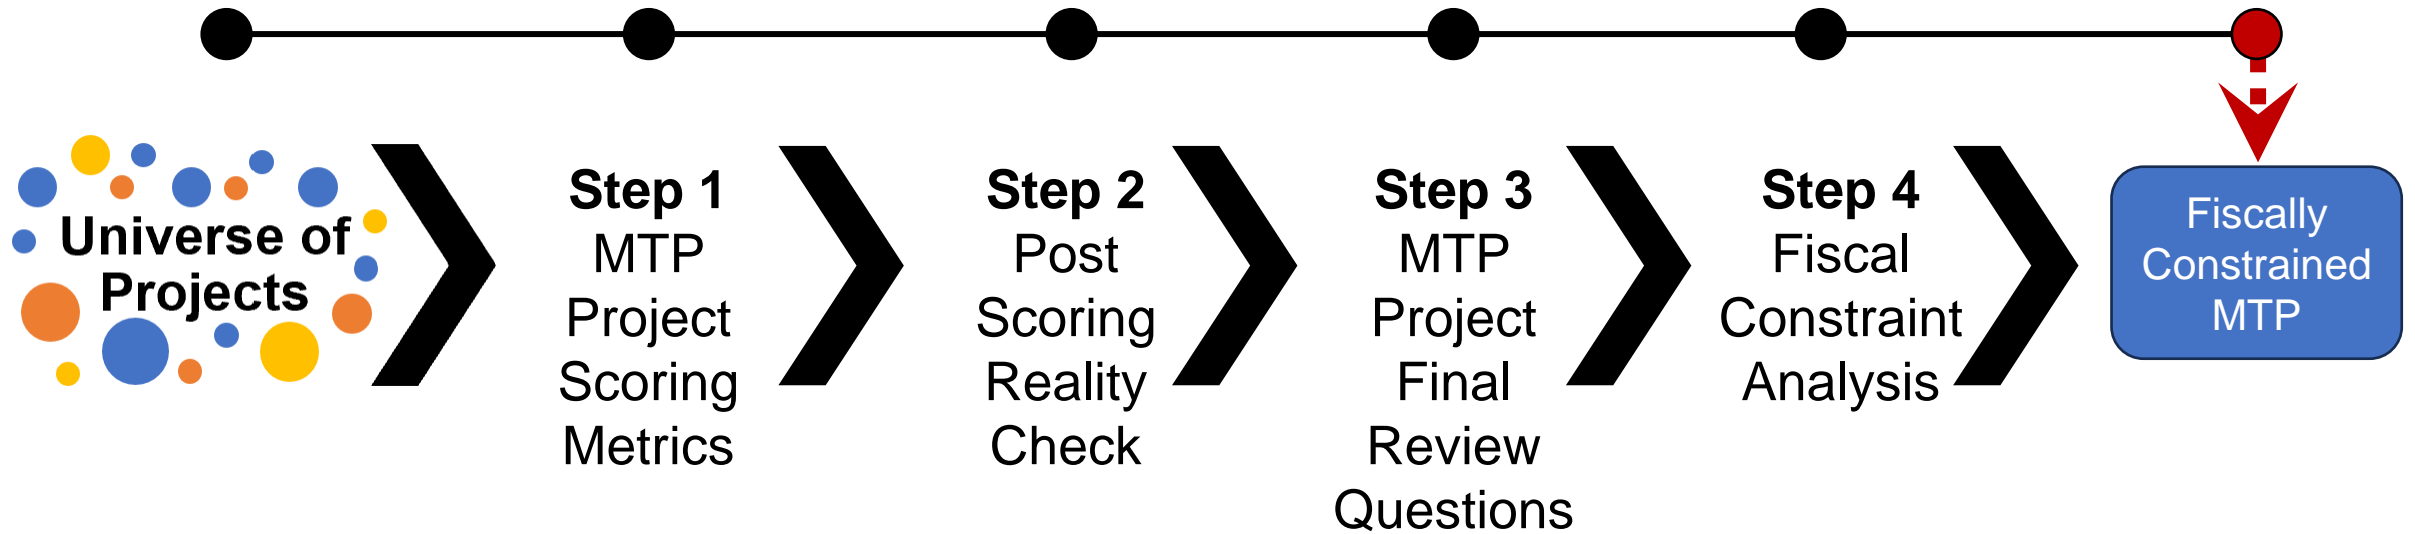 Universe of
Projects
Step 1
MTP
Project
Scoring
Metrics
Step 2
Post
Scoring
Reality
Check
Step 3
MTP
Project
Final
Review
Questions
Step 4
Fiscal
Constraint
Analysis
Fiscally
Constrained
MTP